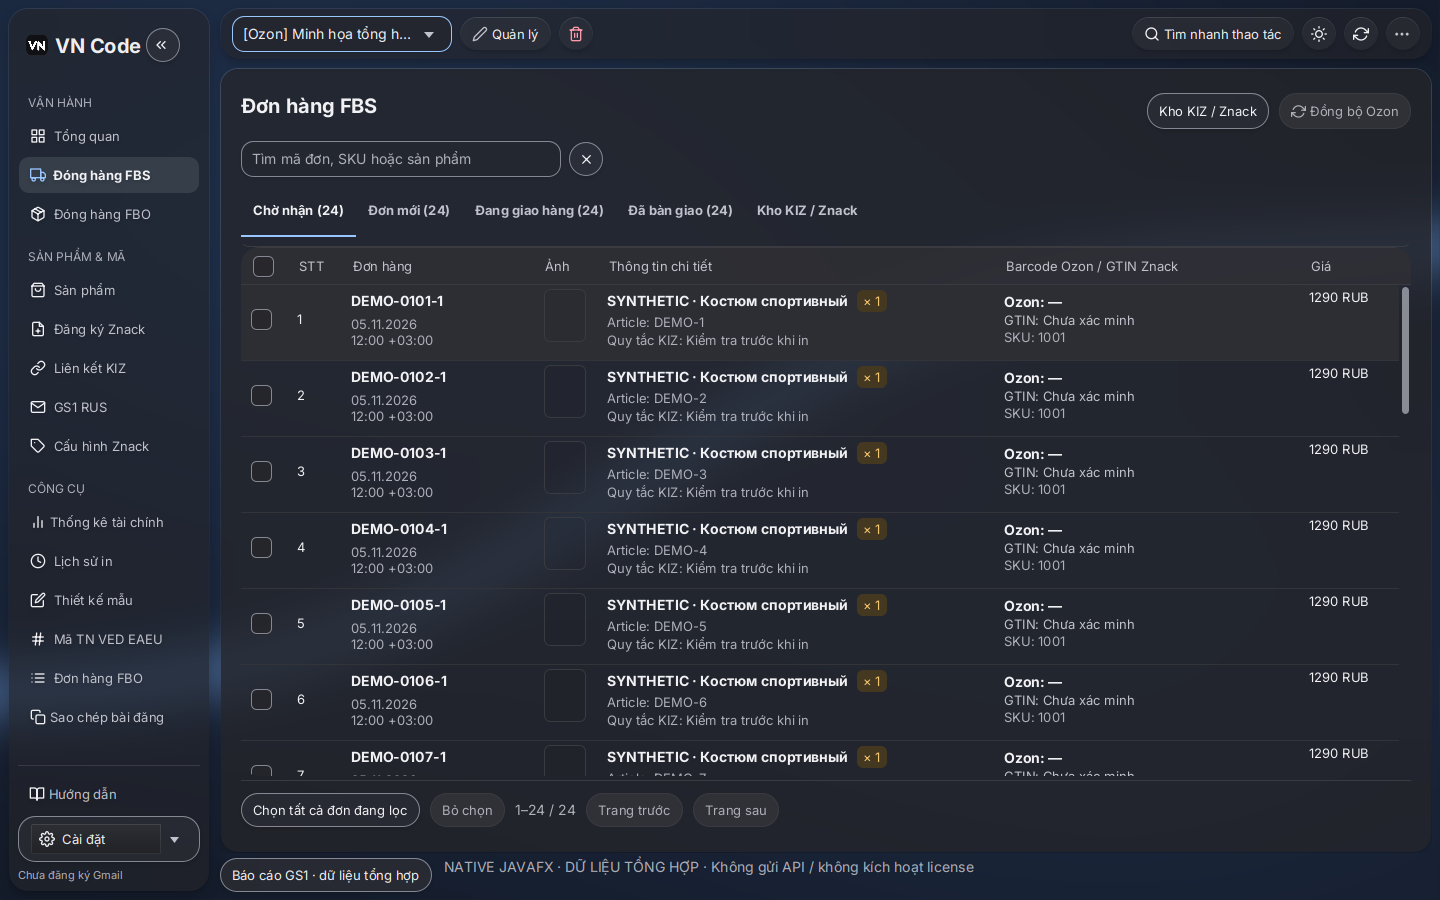 VN VN Code
VẬN HÀNH
Tổng quan
Đóng hàng FBS
Đóng hàng FBO
SẢN PHẨM & MÃ
Sản phẩm
Đăng ký Znack
Liên kết KIZ
GS1 RUS
Cấu hình Znack
CÔNG CỤ
Thống kê tài chính
Lịch sử in
Thiết kế mẫu
Mã TN VED EAEU
Đơn hàng FBO
Sao chép bài đăng
Hướng dẫn
Cài đặt
Chưa đăng ký Gmail
[Ozon] Minh họa tổng h...
Quản lý
Tìm nhanh thao tác
Đơn hàng FBS
Kho KIZ / Znack
Đồng bộ Ozon
Tìm mã đơn, SKU hoặc sản phẩm
Chờ nhận (24) Đơn mới (24) Đang giao hàng (24) Đã bàn giao (24) Kho KIZ / Znack
STT Đơn hàng Ảnh Thông tin chi tiết Barcode Ozon / GTIN Znack Giá
1 DEMO-0101-1 SYNTHETIC · Костюм спортивный × 1 Ozon: — 1290 RUB
05.11.2026 Article: DEMO-1 GTIN: Chưa xác minh
12:00 +03:00 Quy tắc KIZ: Kiểm tra trước khi in SKU: 1001
2 DEMO-0102-1 SYNTHETIC · Костюм спортивный × 1 Ozon: — 1290 RUB
05.11.2026 Article: DEMO-2 GTIN: Chưa xác minh
12:00 +03:00 Quy tắc KIZ: Kiểm tra trước khi in SKU: 1001
3 DEMO-0103-1 SYNTHETIC · Костюм спортивный × 1 Ozon: — 1290 RUB
05.11.2026 Article: DEMO-3 GTIN: Chưa xác minh
12:00 +03:00 Quy tắc KIZ: Kiểm tra trước khi in SKU: 1001
4 DEMO-0104-1 SYNTHETIC · Костюм спортивный × 1 Ozon: — 1290 RUB
05.11.2026 Article: DEMO-4 GTIN: Chưa xác minh
12:00 +03:00 Quy tắc KIZ: Kiểm tra trước khi in SKU: 1001
5 DEMO-0105-1 SYNTHETIC · Костюм спортивный × 1 Ozon: — 1290 RUB
05.11.2026 Article: DEMO-5 GTIN: Chưa xác minh
12:00 +03:00 Quy tắc KIZ: Kiểm tra trước khi in SKU: 1001
6 DEMO-0106-1 SYNTHETIC · Костюм спортивный × 1 Ozon: — 1290 RUB
05.11.2026 Article: DEMO-6 GTIN: Chưa xác minh
12:00 +03:00 Quy tắc KIZ: Kiểm tra trước khi in SKU: 1001
7 DEMO-0107-1 SYNTHETIC · Костюм спортивный × 1 Ozon: — 1290 RUB
Chọn tất cả đơn đang lọc Bỏ chọn 1–24 / 24 Trang trước Trang sau
Báo cáo GS1 · dữ liệu tổng hợp
NATIVE JAVAFX · DỮ LIỆU TỔNG HỢP · Không gửi API / không kích hoạt license